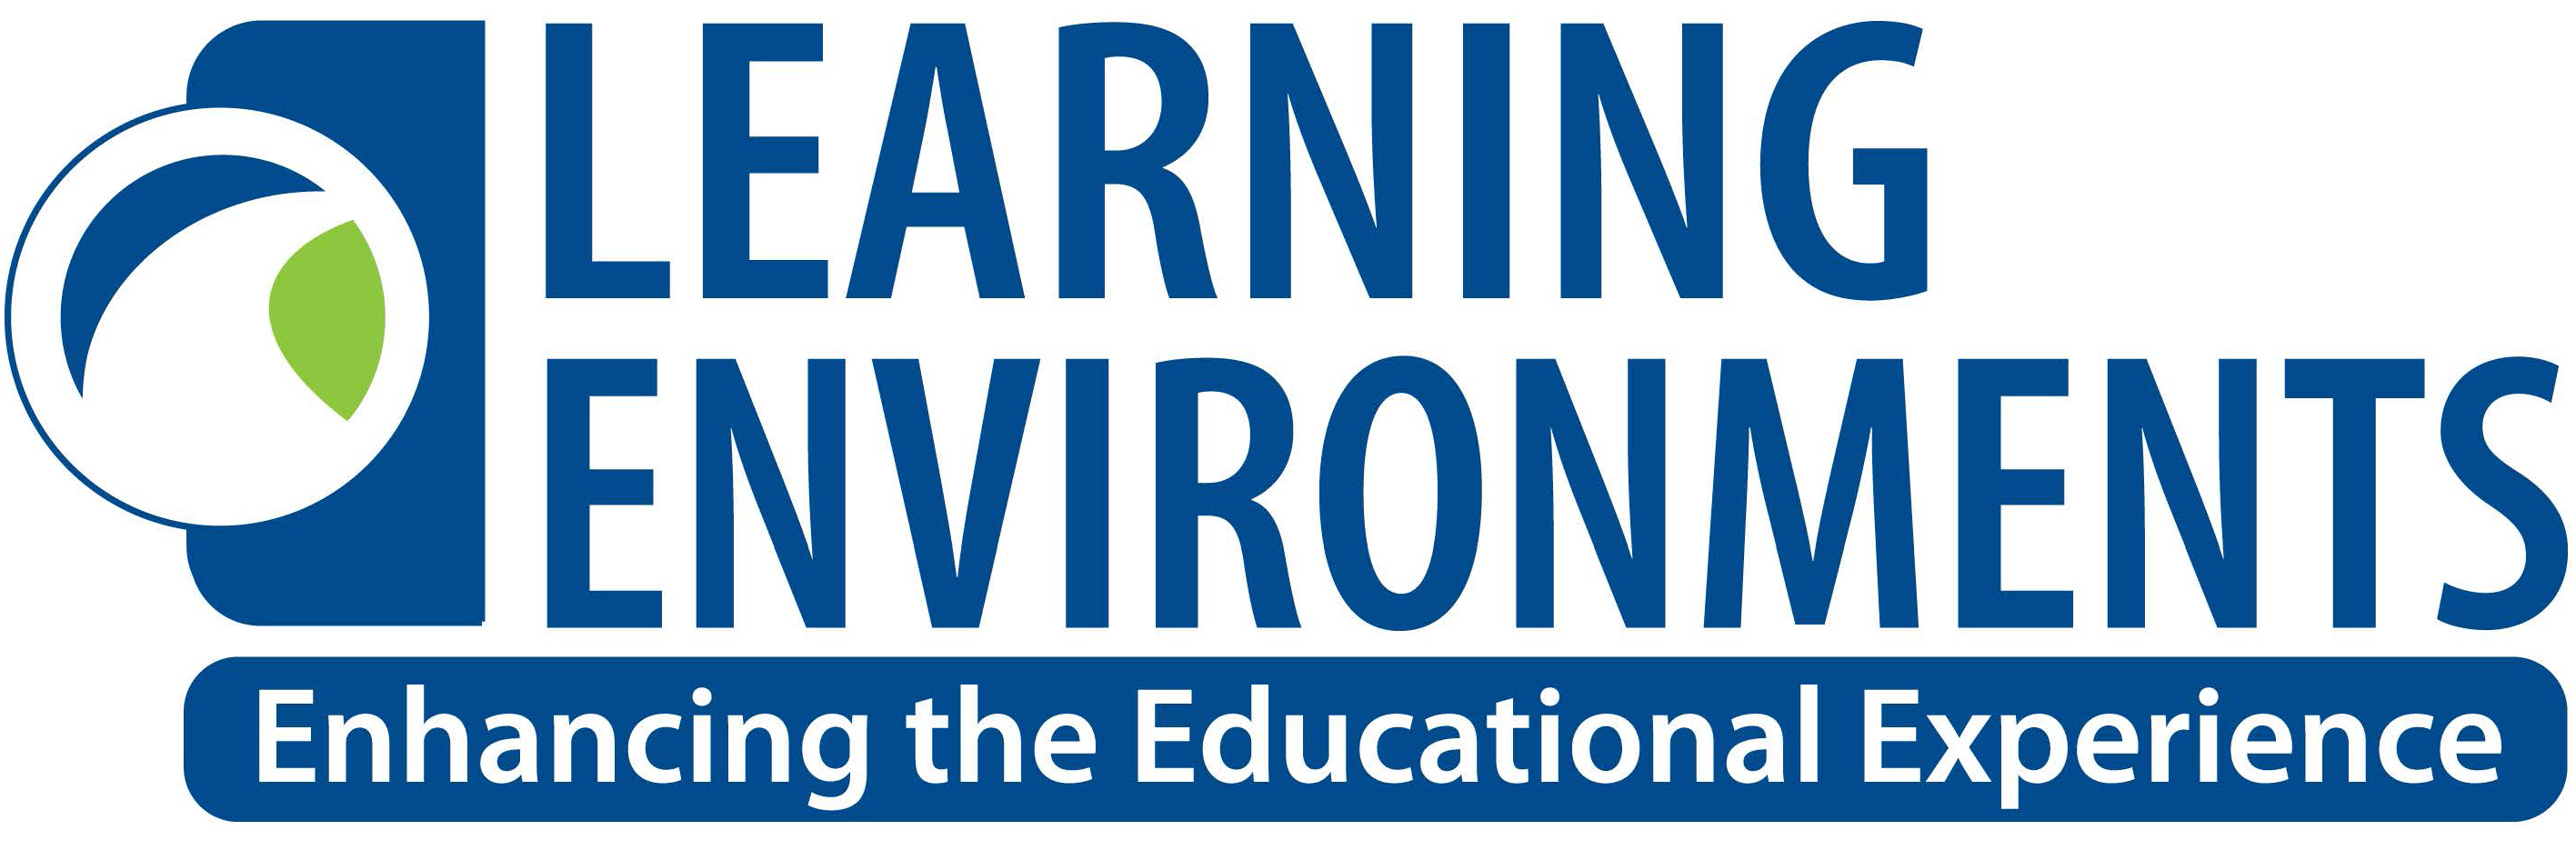 LEARNING
ENVIRONMENTS
Enhancing the Educational Experience